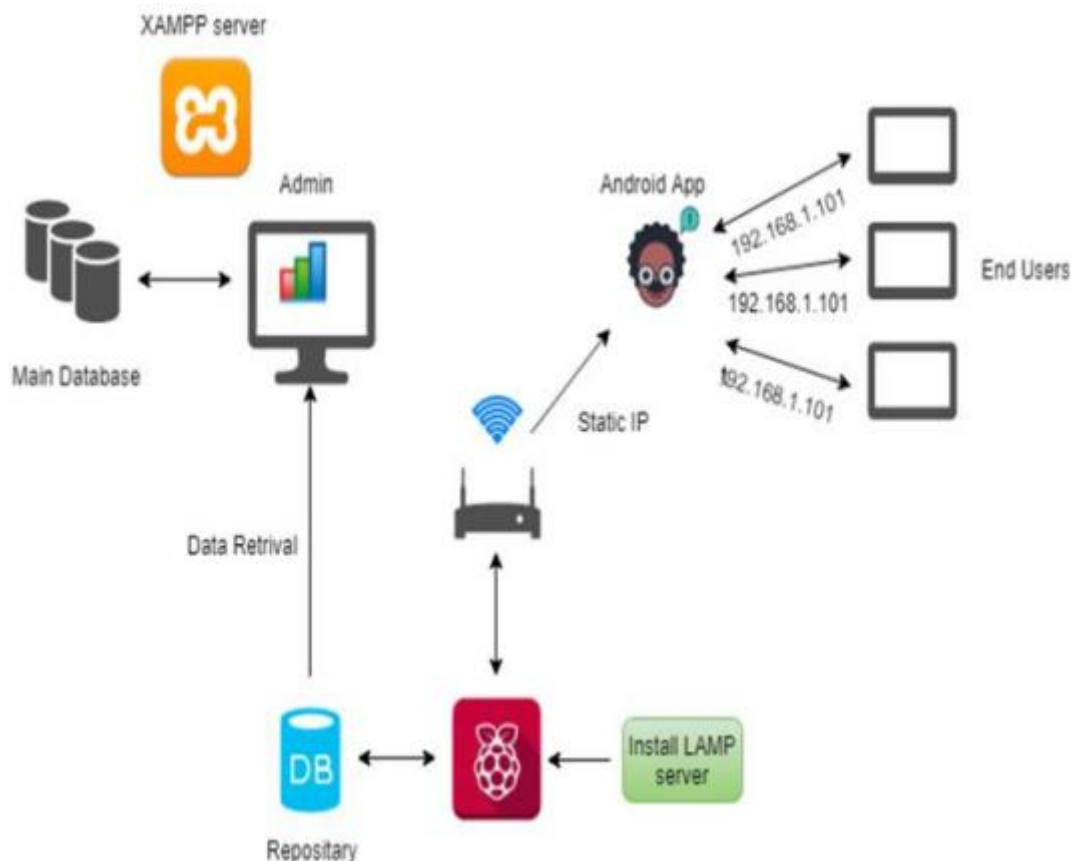 XAMPP server
Admin
Android App
192.168.1.101
End Users
192.168.1.101
192.168.1.101
Main Database
Static IP
Data Retrival
Install LAMP
server
DB
Repositary